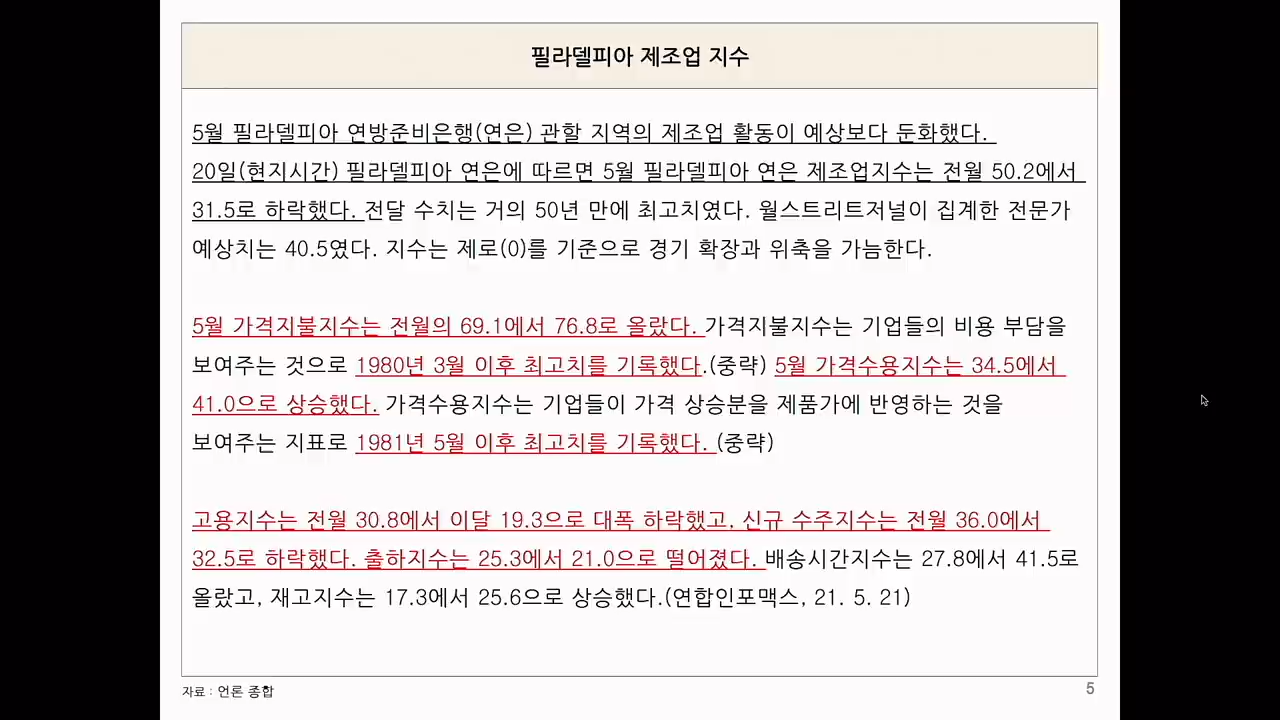 필라델피아 제조업 지수
5월 필라델피아 연방준비은행(연은) 관할 지역의 제조업 활동이 예상보다 둔화했다.
20일(현지시간) 필라델피아 연은에 따르면 5월 필라델피아 연은 제조업지수는 전월 50.2에서
31.5로 하락했다. 전달 수치는 거의 50년 만에 최고치였다. 월스트리트저널이 집계한 전문가
예상치는 40.5였다. 지수는 제로(0)를 기준으로 경기 확장과 위축을 가늠한다.
5월 가격지불지수는 전월의 69.1에서 76.8로 올랐다. 가격지불지수는 기업들의 비용 부담을
보여주는 것으로 1980년 3월 이후 최고치를 기록했다.(중략) 5월 가격수용지수는 34.5에서
41.0으로 상승했다. 가격수용지수는 기업들이 가격 상승분을 제품가에 반영하는 것을
보여주는 지표로 1981년 5월 이후 최고치를 기록했다. (중략)
고용지수는 전월 30.8에서 이달 19.3으로 대폭 하락했고, 신규 수주지수는 전월 36.0에서
32.5로 하락했다. 출하지수는 25.3에서 21.0으로 떨어졌다. 배송시간지수는 27.8에서 41.5로
올랐고, 재고지수는 17.3에서 25.6으로 상승했다.(연합인포맥스, 21. 5. 21)
자료 : 언론 종합
5